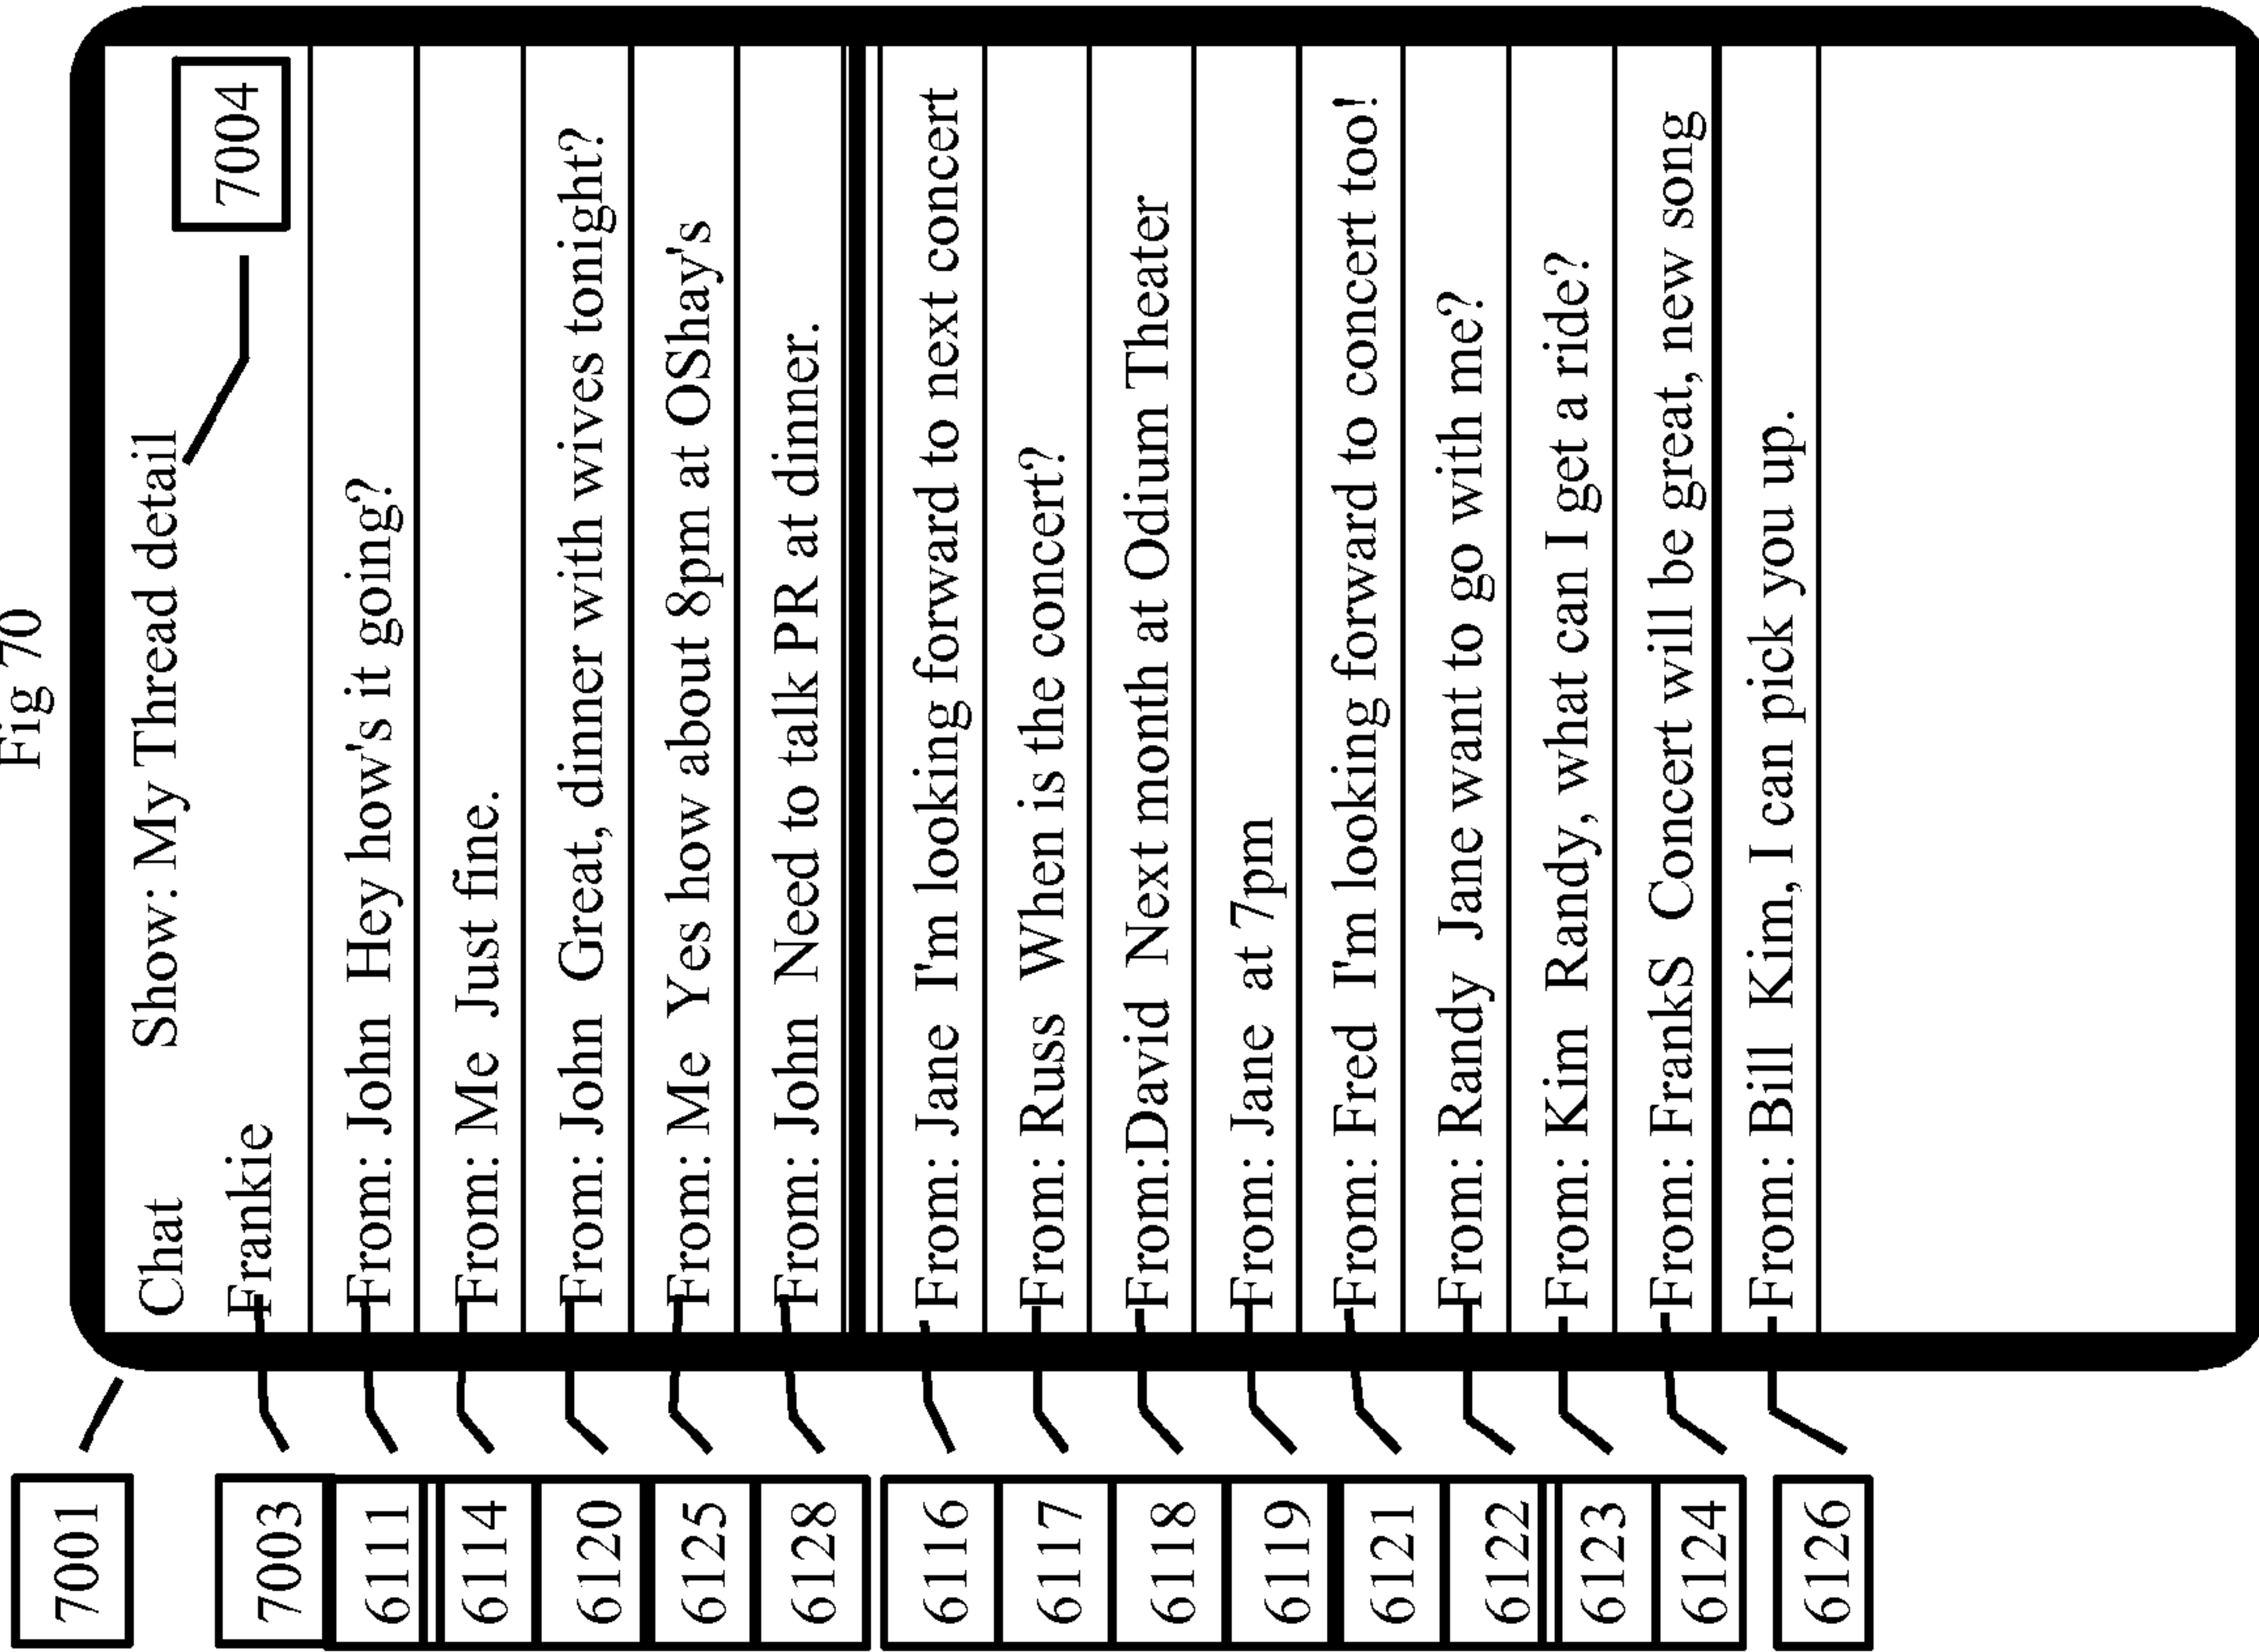 Fig 70
7001
Chat Show: My Thread detail
7004
7003 Frankie
6111 From: John Hey how's it going?
6114 From: Me Just fine.
6120 From: John Great, dinner with wives tonight?
6125 From: Me Yes how about 8pm at OShay's
6128 From: John Need to talk PR at dinner.
6116 From: Jane I'm looking forward to next concert
6117 From: Russ When is the concert?
6118 From:David Next month at Odium Theater
6119 From: Jane at 7pm
6121 From: Fred I'm looking forward to concert too!
6122 From: Randy Jane want to go with me?
6123 From: Kim Randy, what can I get a ride?
6124 From: FrankS Concert will be great, new song
6126 From: Bill Kim, I can pick you up.